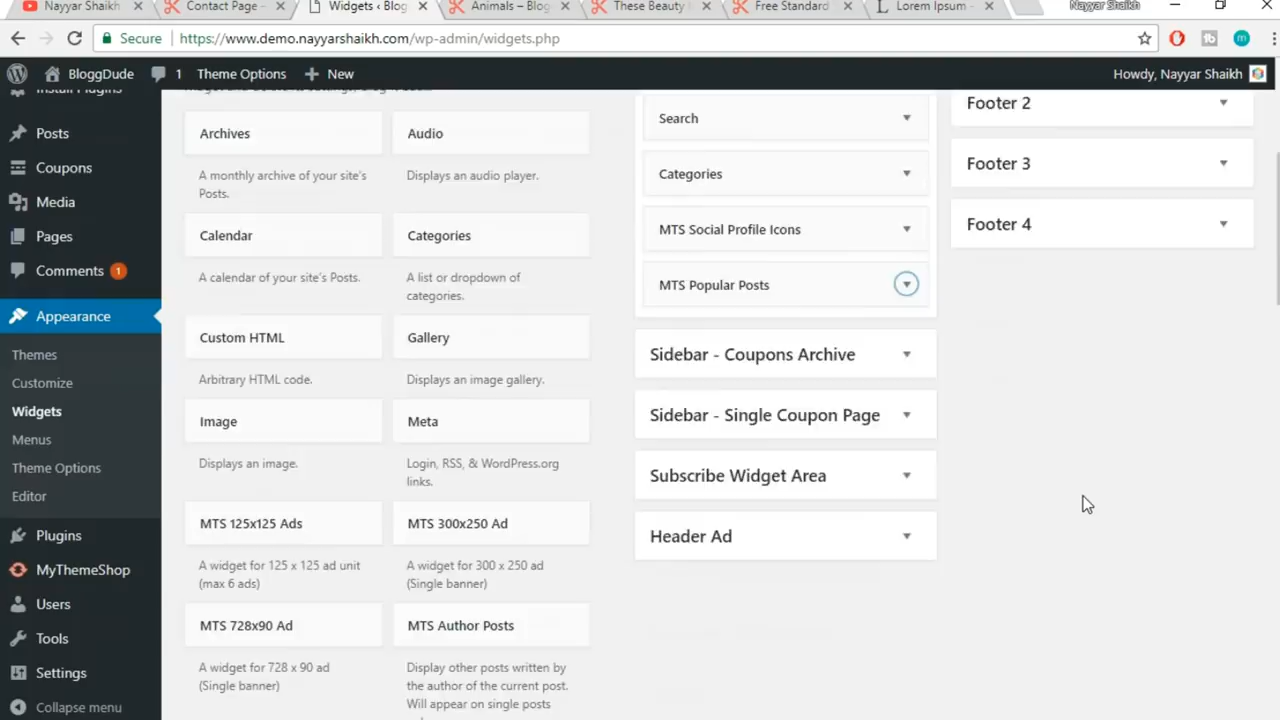 Nayyar Shaikh
Contact Page -
Widgets ‹ Blog
Animals – Blog
These Beauty
Free Standard
Lorem Ipsum -
Nayyar Shaikh
Secure
https://www.demo.nayyarshaikh.com/wp-admin/widgets.php
BloggDude
1
Theme Options
New
Howdy, Nayyar Shaikh
Install Plugins
Posts
Coupons
Media
Pages
Comments 1
Appearance
Themes
Customize
Widgets
Menus
Theme Options
Editor
Plugins
MyThemeShop
Users
Tools
Settings
Collapse menu
Archives
A monthly archive of your site's
Posts.
Audio
Displays an audio player.
Calendar
A calendar of your site's Posts.
Categories
A list or dropdown of
categories.
Custom HTML
Arbitrary HTML code.
Gallery
Displays an image gallery.
Image
Displays an image.
Meta
Login, RSS, & WordPress.org
links.
MTS 125x125 Ads
A widget for 125 x 125 ad unit
(max 6 ads)
MTS 300x250 Ad
A widget for 300 x 250 ad
(Single banner)
MTS 728x90 Ad
A widget for 728 x 90 ad
(Single banner)
MTS Author Posts
Display other posts written by
the author of the current post.
Will appear on single posts
Search
Categories
MTS Social Profile Icons
MTS Popular Posts
Sidebar - Coupons Archive
Sidebar - Single Coupon Page
Subscribe Widget Area
Header Ad
Footer 2
Footer 3
Footer 4